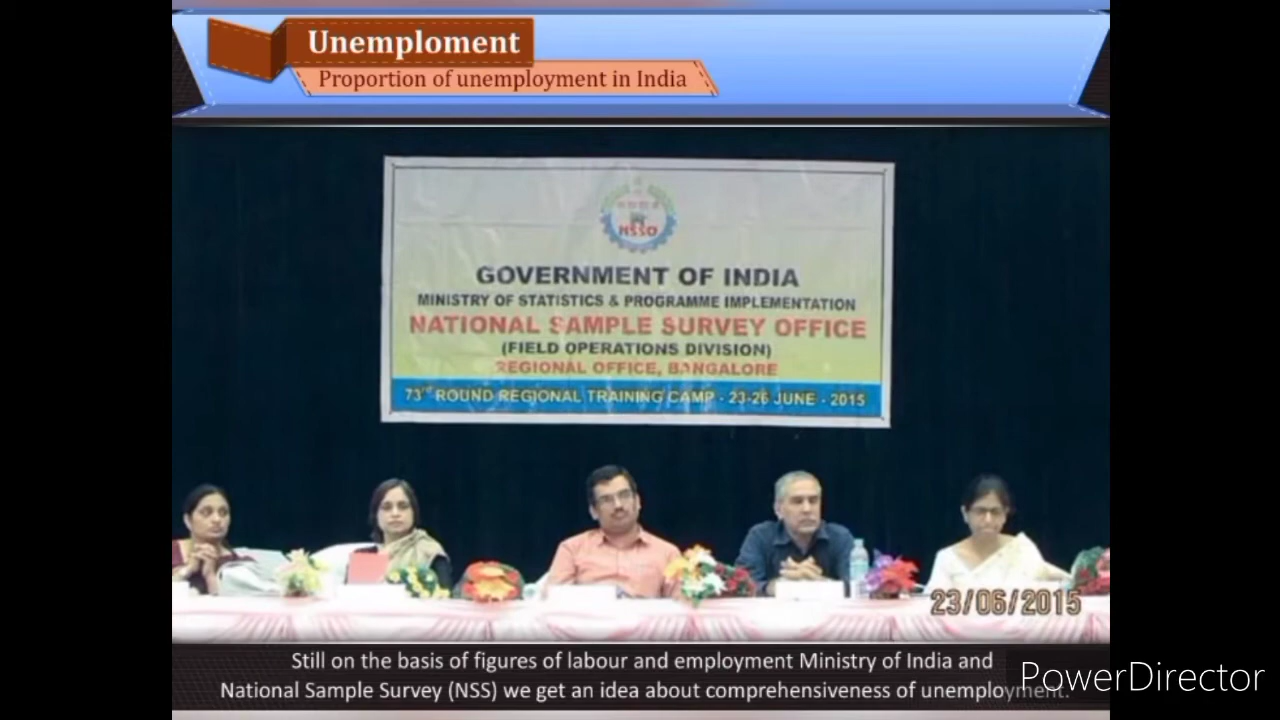 Unemploment
Proportion of unemployment in India
NSSO
GOVERNMENT OF INDIA
MINISTRY OF STATISTICS & PROGRAMME IMPLEMENTATION
NATIONAL SAMPLE SURVEY OFFICE
(FIELD OPERATIONS DIVISION)
REGIONAL OFFICE, BANGALORE
73rd ROUND REGIONAL TRAINING CAMP - 23-26 JUNE - 2015
23/06/2015
Still on the basis of figures of labour and employment Ministry of India and
National Sample Survey (NSS) we get an idea about comprehensiveness of unemployment.
PowerDirector